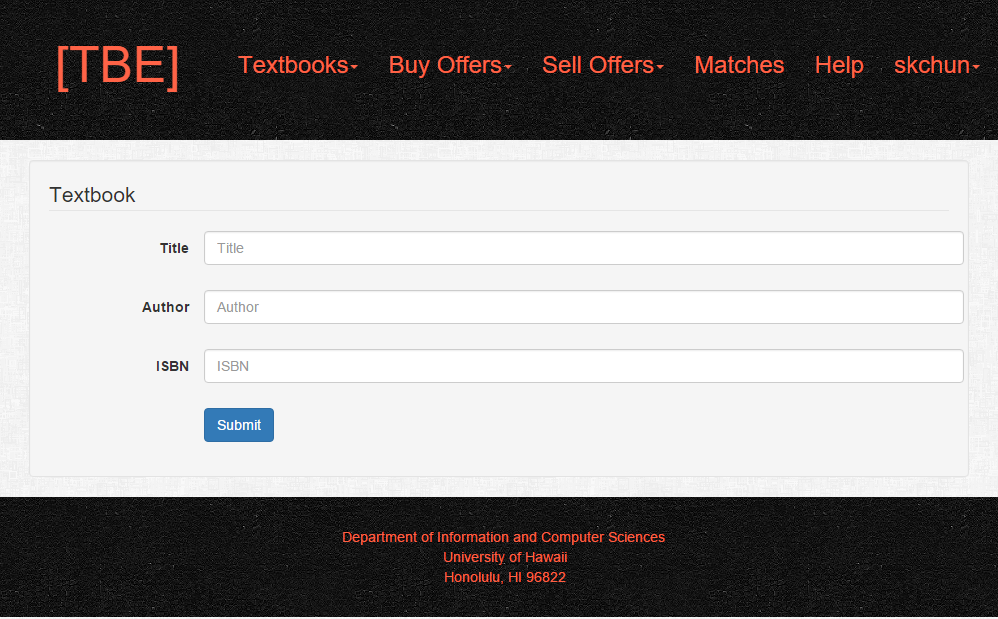 [TBE] Textbooks Buy Offers Sell Offers Matches Help skchun
Textbook
Title Title
Author Author
ISBN ISBN
Submit
Department of Information and Computer Sciences
University of Hawaii
Honolulu, HI 96822